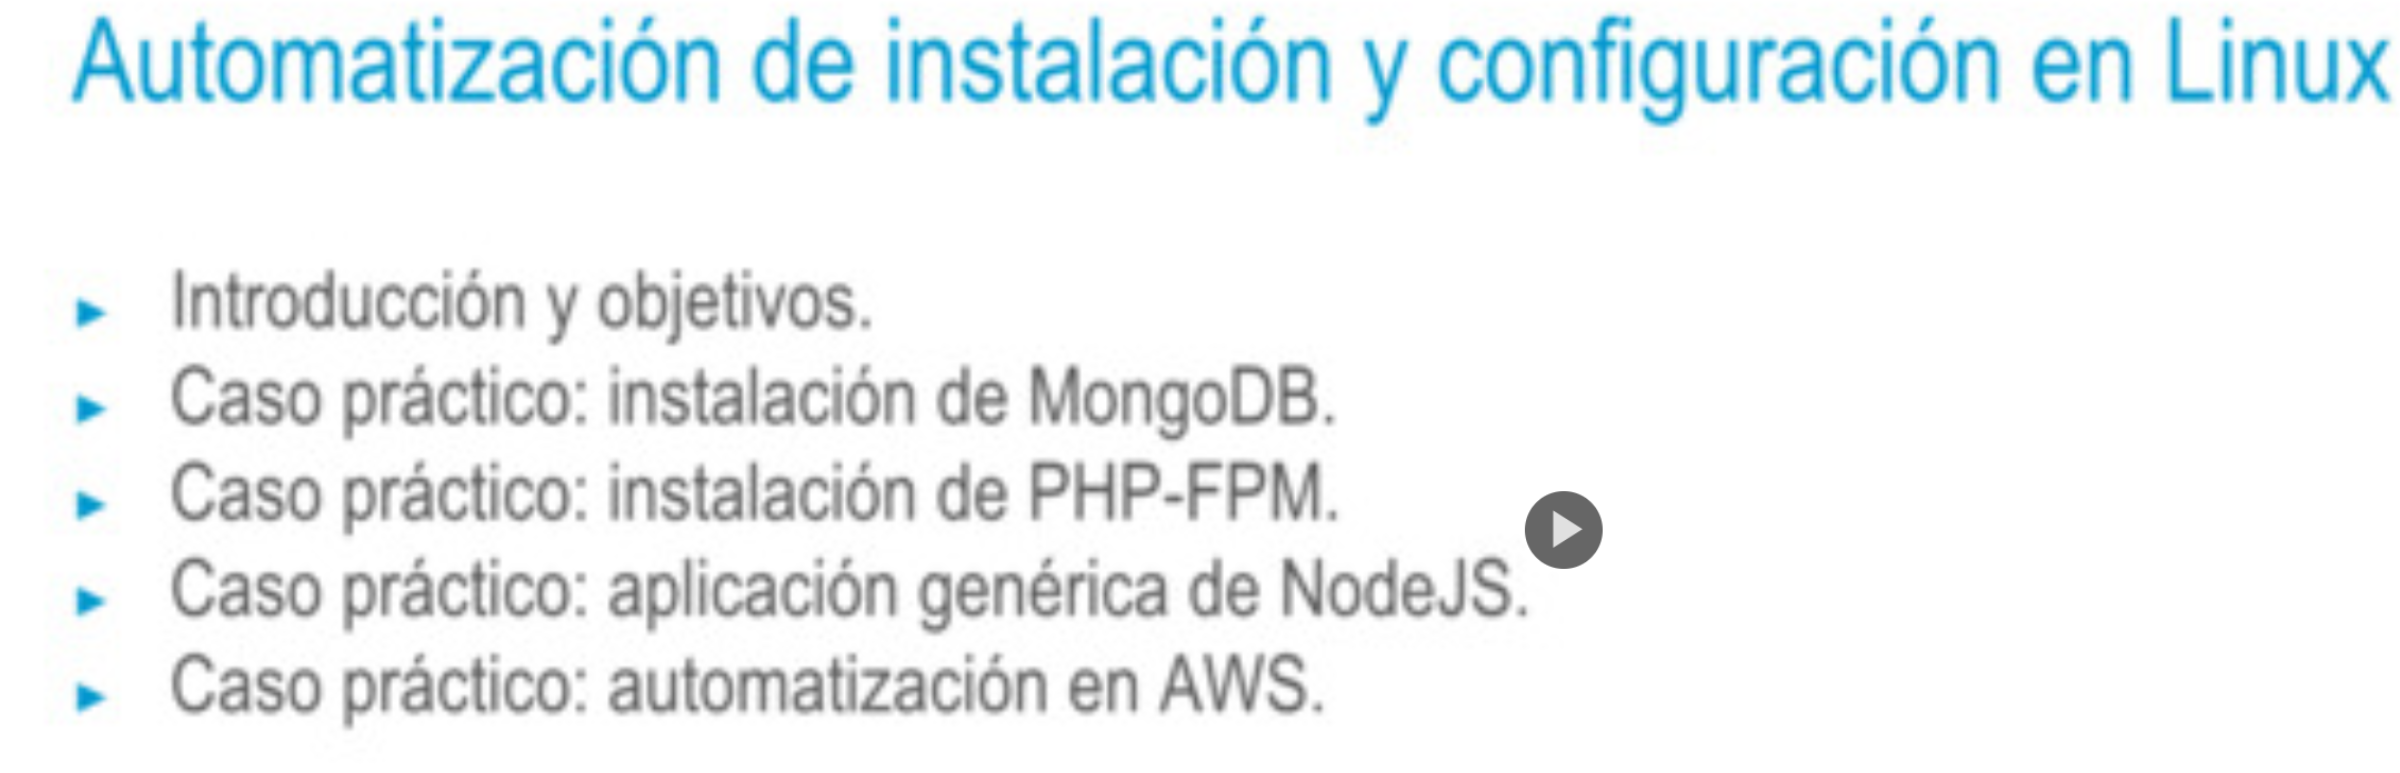 Automatización de instalación y configuración en Linux
Introducción y objetivos.
Caso práctico: instalación de MongoDB.
Caso práctico: instalación de PHP-FPM.
Caso práctico: aplicación genérica de NodeJS.
Caso práctico: automatización en AWS.